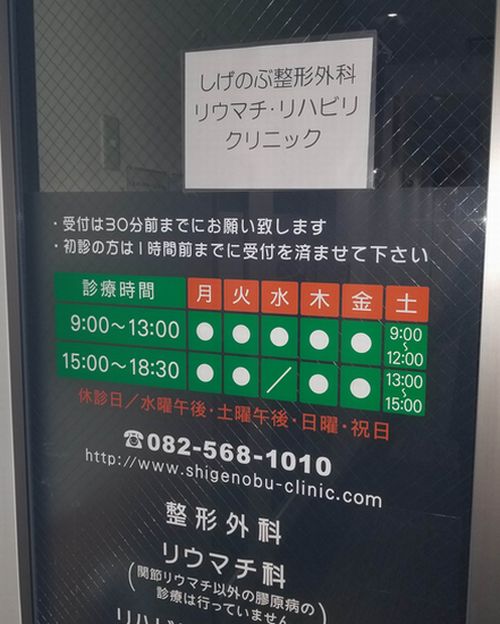 しげのぶ整形外科
リウマチ・リハビリ
クリニック
・受付は30分前までにお願い致します
・初診の方は1時間前までに受付を済ませて下さい
診療時間 月 火 水 木 金 土
9:00～13:00 ● ● ● ● ● 9:00～12:00
15:00～18:30 ● ● ／ ● ● 13:00～15:00
休診日／水曜午後・土曜午後・日曜・祝日
☎082-568-1010
http://www.shigenobu-clinic.com
整形外科
リウマチ科
(関節リウマチ以外の膠原病の
診療は行っていません)